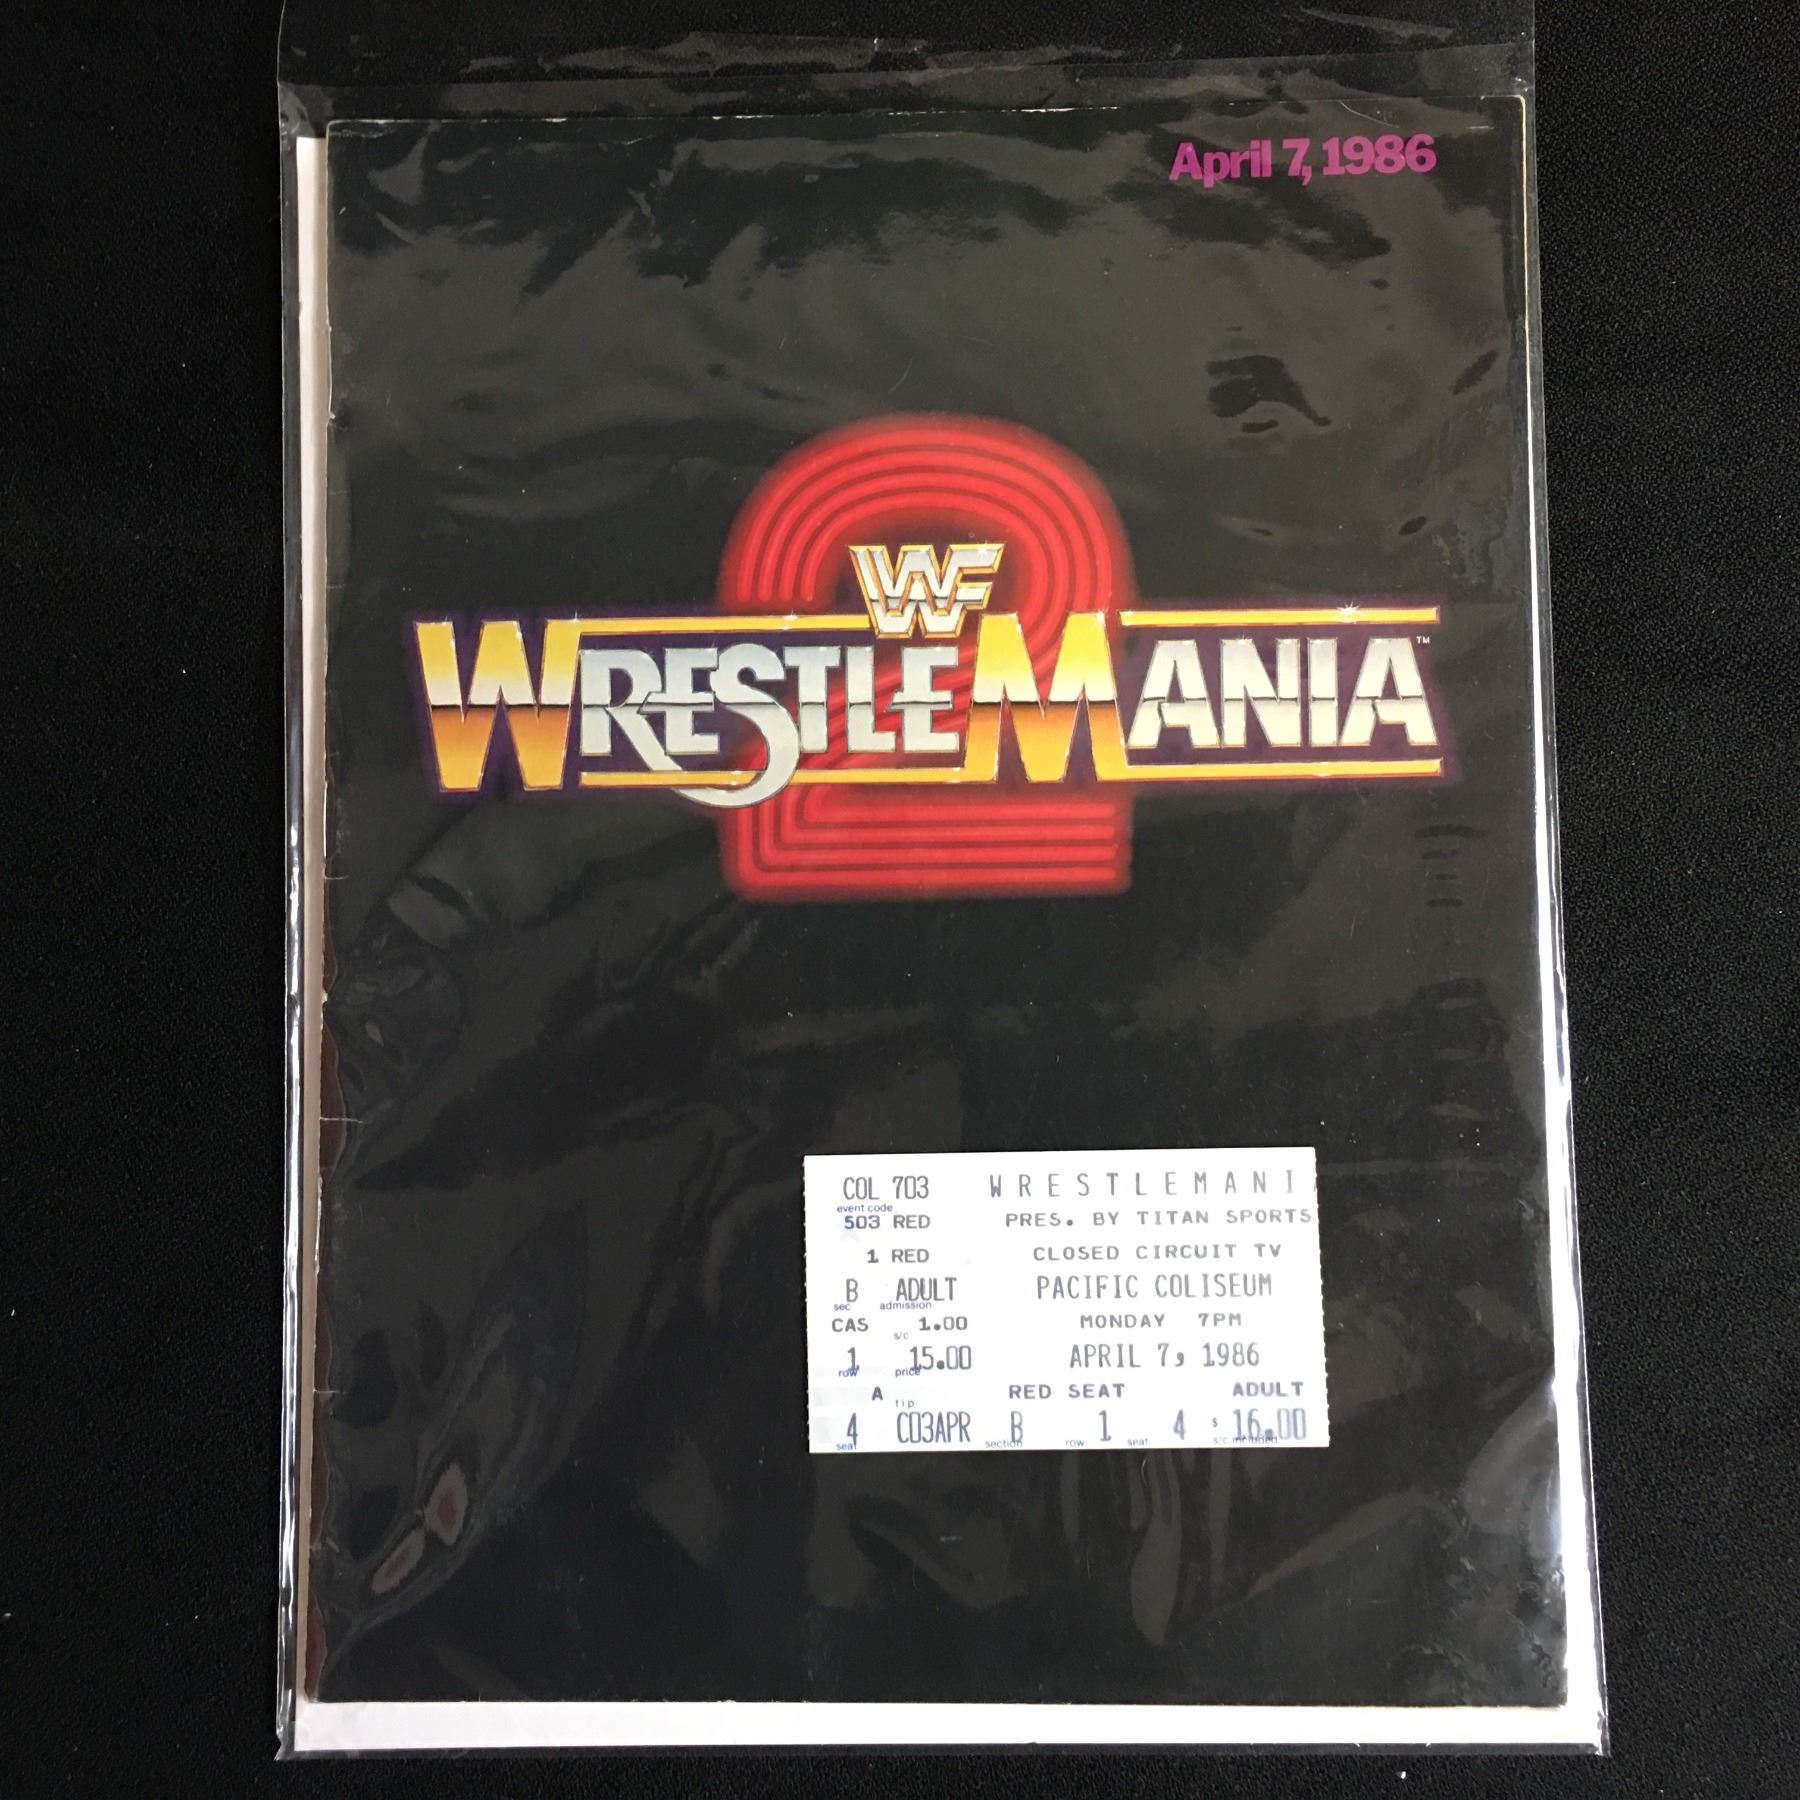 April 7, 1986
WWF
2
WRESTLEMANIA™
COL 703 WRESTLEMANI
event code
503 RED PRES. BY TITAN SPORTS
1 RED CLOSED CIRCUIT TV
B ADULT PACIFIC COLISEUM
sec admission
CAS s/c 1.00 MONDAY 7PM
1 15.00 APRIL 7, 1986
row price
A RED SEAT ADULT
4 C03APR B 1 4 $ 16.00
seat section row seat s/c included